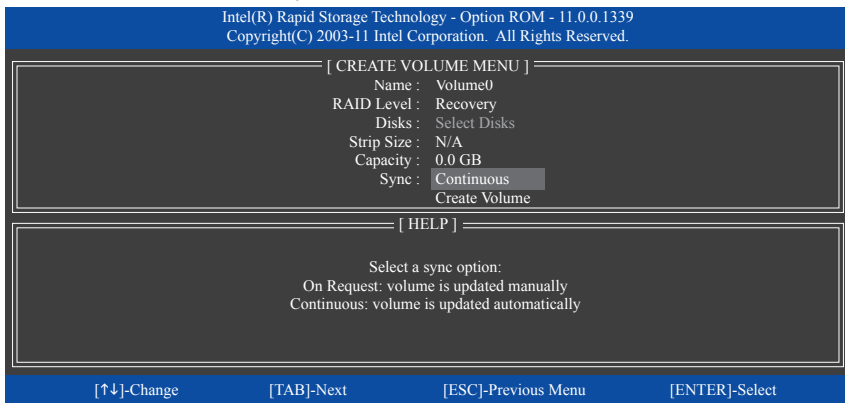 Intel(R) Rapid Storage Technology - Option ROM - 11.0.0.1339
Copyright(C) 2003-11 Intel Corporation. All Rights Reserved.
[ CREATE VOLUME MENU ]
Name : Volume0
RAID Level : Recovery
Disks : Select Disks
Strip Size : N/A
Capacity : 0.0 GB
Sync : Continuous
Create Volume
[ HELP ]
Select a sync option:
On Request: volume is updated manually
Continuous: volume is updated automatically
[↑↓]-Change [TAB]-Next [ESC]-Previous Menu [ENTER]-Select